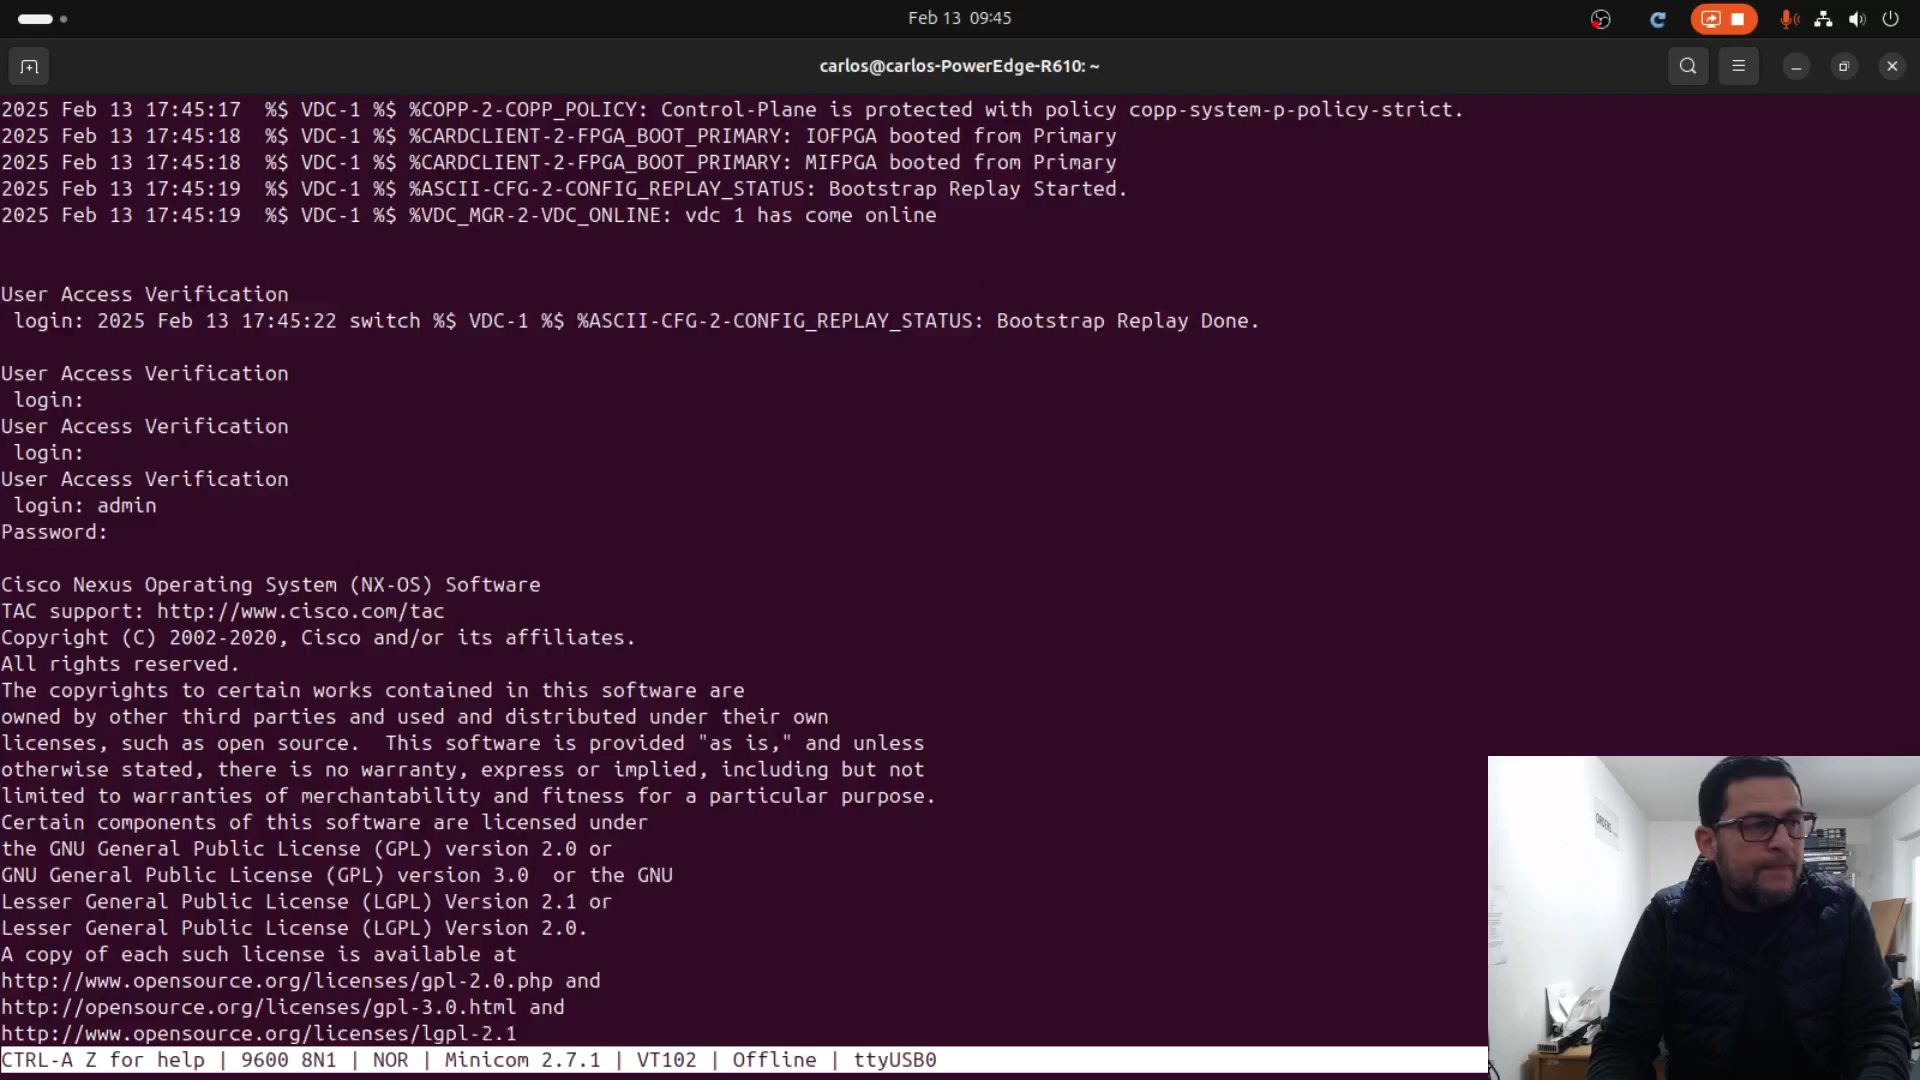 Feb 13 09:45
carlos@carlos-PowerEdge-R610: ~
2025 Feb 13 17:45:17  %$ VDC-1 %$ %COPP-2-COPP_POLICY: Control-Plane is protected with policy copp-system-p-policy-strict.
2025 Feb 13 17:45:18  %$ VDC-1 %$ %CARDCLIENT-2-FPGA_BOOT_PRIMARY: IOFPGA booted from Primary
2025 Feb 13 17:45:18  %$ VDC-1 %$ %CARDCLIENT-2-FPGA_BOOT_PRIMARY: MIFPGA booted from Primary
2025 Feb 13 17:45:19  %$ VDC-1 %$ %ASCII-CFG-2-CONFIG_REPLAY_STATUS: Bootstrap Replay Started.
2025 Feb 13 17:45:19  %$ VDC-1 %$ %VDC_MGR-2-VDC_ONLINE: vdc 1 has come online
User Access Verification
login: 2025 Feb 13 17:45:22 switch %$ VDC-1 %$ %ASCII-CFG-2-CONFIG_REPLAY_STATUS: Bootstrap Replay Done.
User Access Verification
login:
User Access Verification
login:
User Access Verification
login: admin
Password:
Cisco Nexus Operating System (NX-OS) Software
TAC support: http://www.cisco.com/tac
Copyright (C) 2002-2020, Cisco and/or its affiliates.
All rights reserved.
The copyrights to certain works contained in this software are
owned by other third parties and used and distributed under their own
licenses, such as open source.  This software is provided "as is," and unless
otherwise stated, there is no warranty, express or implied, including but not
limited to warranties of merchantability and fitness for a particular purpose.
Certain components of this software are licensed under
the GNU General Public License (GPL) version 2.0 or
GNU General Public License (GPL) version 3.0  or the GNU
Lesser General Public License (LGPL) Version 2.1 or
Lesser General Public License (LGPL) Version 2.0.
A copy of each such license is available at
http://www.opensource.org/licenses/gpl-2.0.php and
http://opensource.org/licenses/gpl-3.0.html and
http://www.opensource.org/licenses/lgpl-2.1
CTRL-A Z for help | 9600 8N1 | NOR | Minicom 2.7.1 | VT102 | Offline | ttyUSB0
ORDERS